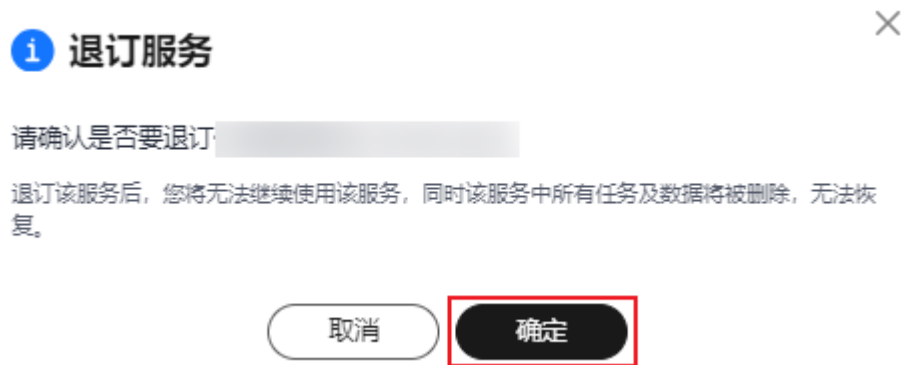 退订服务
请确认是否要退订
退订该服务后，您将无法继续使用该服务，同时该服务中所有任务及数据将被删除，无法恢
复。
取消
确定